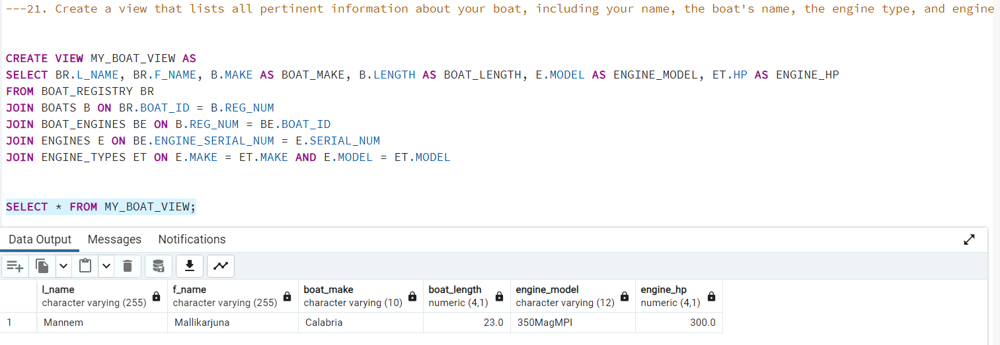 ---21. Create a view that lists all pertinent information about your boat, including your name, the boat's name, the engine type, and engine
CREATE VIEW MY_BOAT_VIEW AS
SELECT BR.L_NAME, BR.F_NAME, B.MAKE AS BOAT_MAKE, B.LENGTH AS BOAT_LENGTH, E.MODEL AS ENGINE_MODEL, ET.HP AS ENGINE_HP
FROM BOAT_REGISTRY BR
JOIN BOATS B ON BR.BOAT_ID = B.REG_NUM
JOIN BOAT_ENGINES BE ON B.REG_NUM = BE.BOAT_ID
JOIN ENGINES E ON BE.ENGINE_SERIAL_NUM = E.SERIAL_NUM
JOIN ENGINE_TYPES ET ON E.MAKE = ET.MAKE AND E.MODEL = ET.MODEL
SELECT * FROM MY_BOAT_VIEW;
Data Output Messages Notifications
l_name f_name boat_make boat_length engine_model engine_hp
character varying (255) character varying (255) character varying (10) numeric (4,1) character varying (12) numeric (4,1)
1 Mannem Mallikarjuna Calabria 23.0 350MagMPI 300.0